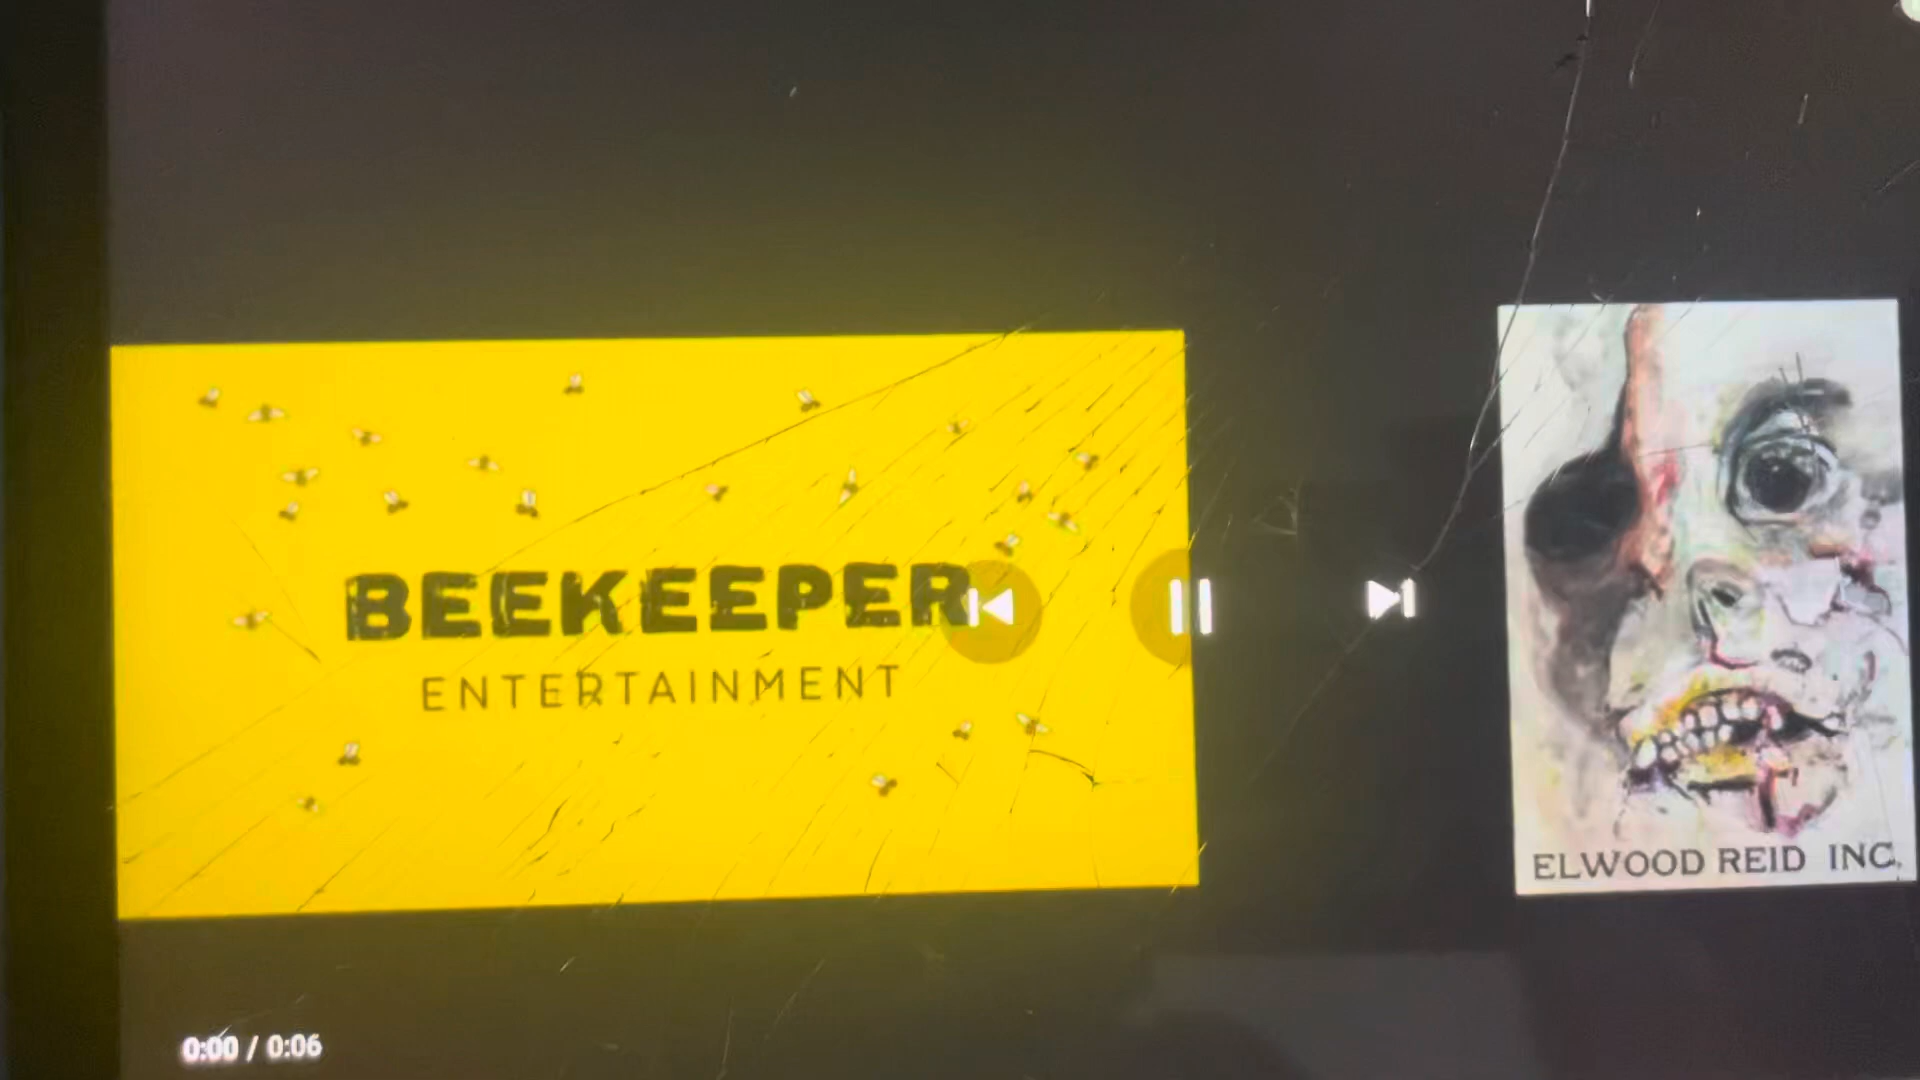 BEEKEEPER
ENTERTAINMENT
ELWOOD REID INC.
0:00 / 0:06